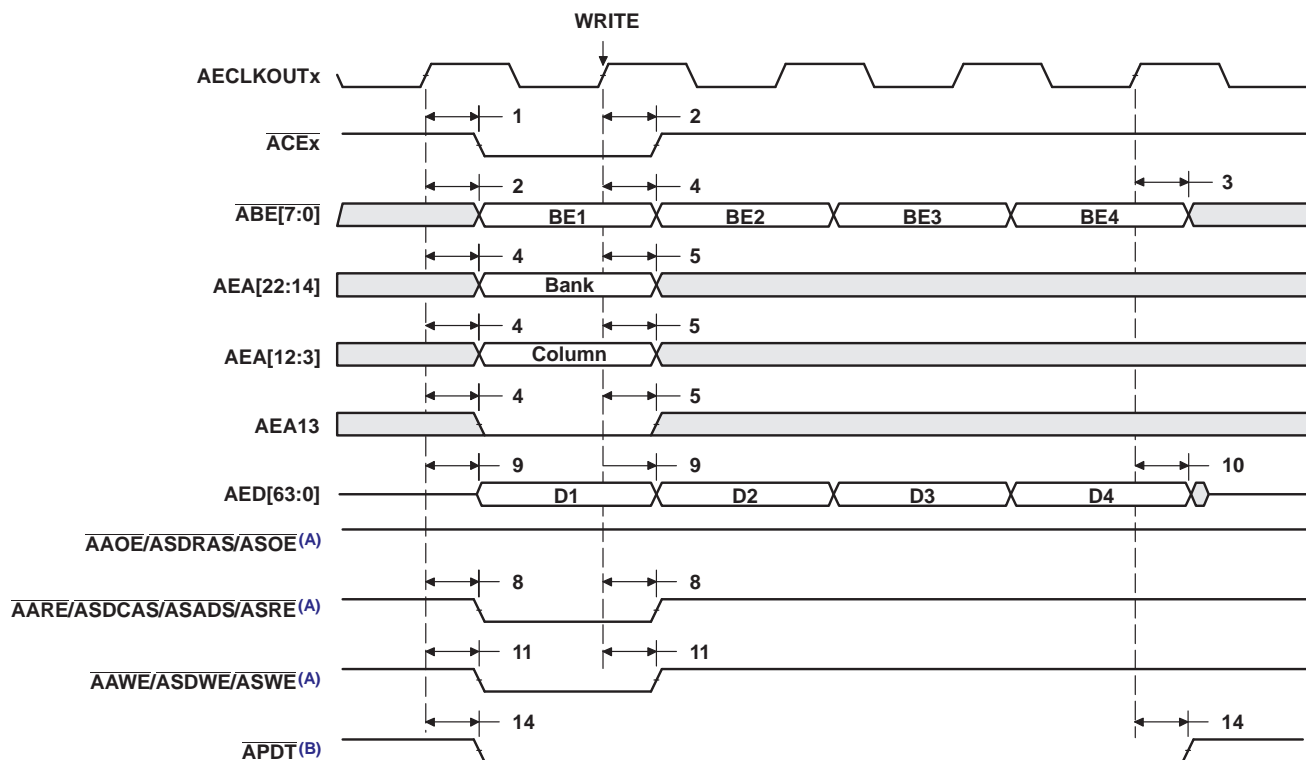 WRITE
AECLKOUTx
1 2
ACEx
2 4 3
ABE[7:0] BE1 BE2 BE3 BE4
4 5
AEA[22:14] Bank
4 5
AEA[12:3] Column
4 5
AEA13
9 9 10
AED[63:0] D1 D2 D3 D4
AAOE/ASDRAS/ASOE(A)
8 8
AARE/ASDCAS/ASADS/ASRE(A)
11 11
AAWE/ASDWE/ASWE(A)
14 14
APDT(B)